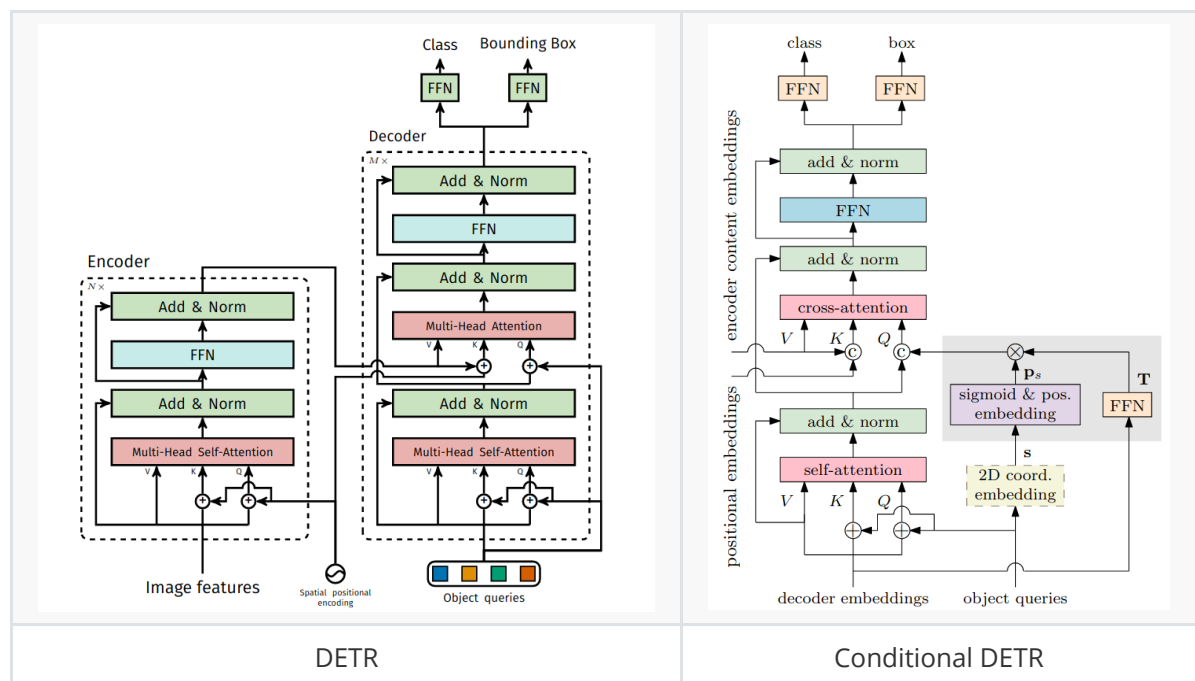 Class
Bounding Box
FFN
FFN
Decoder
M×
Add & Norm
FFN
Add & Norm
Multi-Head Attention
V
K
Q
Add & Norm
Multi-Head Self-Attention
V
K
Q
Encoder
N×
Add & Norm
FFN
Add & Norm
Multi-Head Self-Attention
V
K
Q
Image features
Spatial positional
encoding
Object queries
DETR
class
box
FFN
FFN
add & norm
FFN
add & norm
cross-attention
V
K
Q
C
C
encoder content embeddings
positional embeddings
p_s
T
sigmoid & pos.
embedding
FFN
add & norm
s
self-attention
2D coord.
embedding
V
K
Q
decoder embeddings
object queries
Conditional DETR